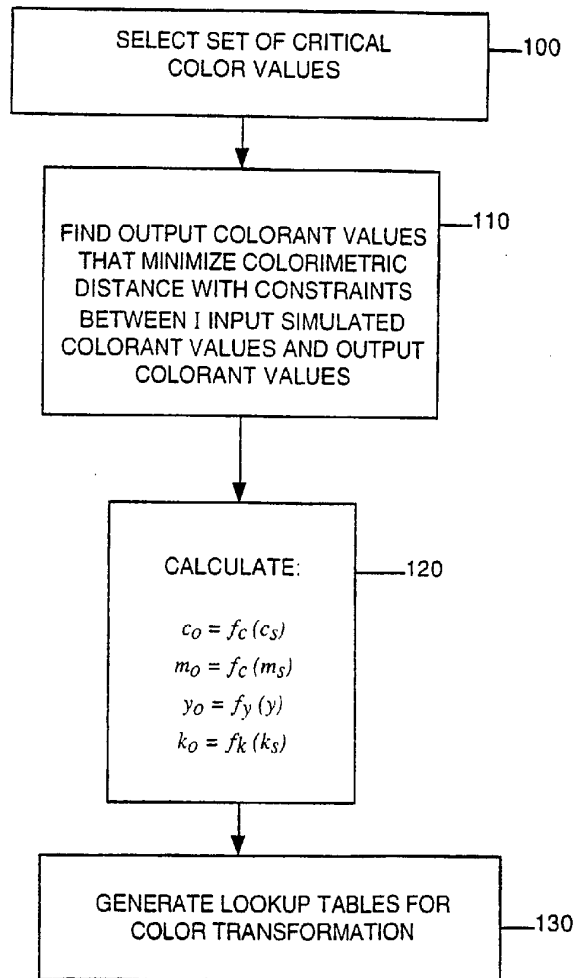 SELECT SET OF CRITICAL
COLOR VALUES
100
FIND OUTPUT COLORANT VALUES
THAT MINIMIZE COLORIMETRIC
DISTANCE WITH CONSTRAINTS
BETWEEN I INPUT SIMULATED
COLORANT VALUES AND OUTPUT
COLORANT VALUES
110
CALCULATE:
120
c_o = f_c (c_s)
m_o = f_c (m_s)
y_o = f_y (y)
k_o = f_k (k_s)
GENERATE LOOKUP TABLES FOR
COLOR TRANSFORMATION
130